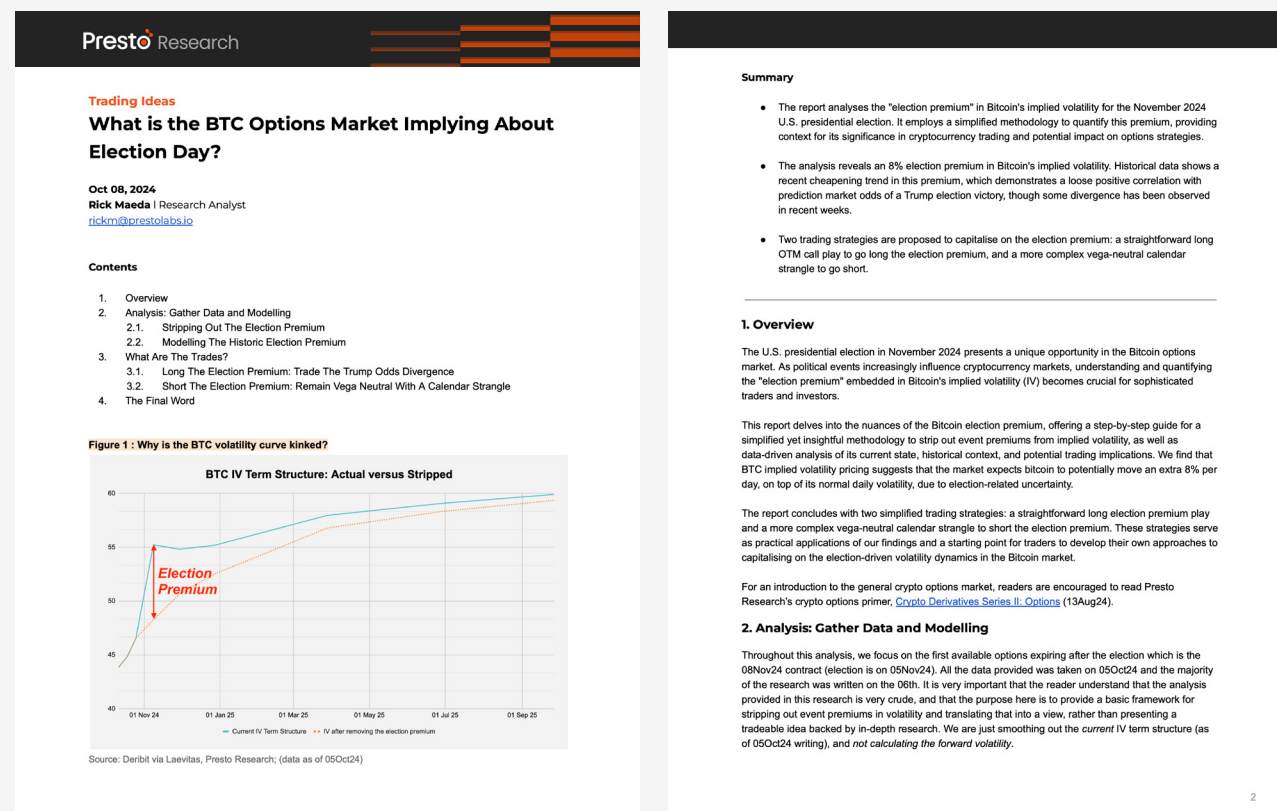 Presto Research
Trading Ideas
What is the BTC Options Market Implying About
Election Day?
Oct 08, 2024
Rick Maeda | Research Analyst
rickm@prestolabs.io
Contents
1. Overview
2. Analysis: Gather Data and Modelling
2.1. Stripping Out The Election Premium
2.2. Modelling The Historic Election Premium
3. What Are The Trades?
3.1. Long The Election Premium: Trade The Trump Odds Divergence
3.2. Short The Election Premium: Remain Vega Neutral With A Calendar Strangle
4. The Final Word
Figure 1 : Why is the BTC volatility curve kinked?
BTC IV Term Structure: Actual versus Stripped
60
55
50
45
40
Election
Premium
01 Nov 24 01 Jan 25 01 Mar 25 01 May 25 01 Jul 25 01 Sep 25
Current IV Term Structure IV after removing the election premium
Source: Deribit via Laevitas, Presto Research; (data as of 05Oct24)
Summary
● The report analyses the "election premium" in Bitcoin's implied volatility for the November 2024
U.S. presidential election. It employs a simplified methodology to quantify this premium, providing
context for its significance in cryptocurrency trading and potential impact on options strategies.
● The analysis reveals an 8% election premium in Bitcoin's implied volatility. Historical data shows a
recent cheapening trend in this premium, which demonstrates a loose positive correlation with
prediction market odds of a Trump election victory, though some divergence has been observed
in recent weeks.
● Two trading strategies are proposed to capitalise on the election premium: a straightforward long
OTM call play to go long the election premium, and a more complex vega-neutral calendar
strangle to go short.
1. Overview
The U.S. presidential election in November 2024 presents a unique opportunity in the Bitcoin options
market. As political events increasingly influence cryptocurrency markets, understanding and quantifying
the "election premium" embedded in Bitcoin's implied volatility (IV) becomes crucial for sophisticated
traders and investors.
This report delves into the nuances of the Bitcoin election premium, offering a step-by-step guide for a
simplified yet insightful methodology to strip out event premiums from implied volatility, as well as
data-driven analysis of its current state, historical context, and potential trading implications. We find that
BTC implied volatility pricing suggests that the market expects bitcoin to potentially move an extra 8% per
day, on top of its normal daily volatility, due to election-related uncertainty.
The report concludes with two simplified trading strategies: a straightforward long election premium play
and a more complex vega-neutral calendar strangle to short the election premium. These strategies serve
as practical applications of our findings and a starting point for traders to develop their own approaches to
capitalising on the election-driven volatility dynamics in the Bitcoin market.
For an introduction to the general crypto options market, readers are encouraged to read Presto
Research's crypto options primer, Crypto Derivatives Series II: Options (13Aug24).
2. Analysis: Gather Data and Modelling
Throughout this analysis, we focus on the first available options expiring after the election which is the
08Nov24 contract (election is on 05Nov24). All the data provided was taken on 05Oct24 and the majority
of the research was written on the 06th. It is very important that the reader understand that the analysis
provided in this research is very crude, and that the purpose here is to provide a basic framework for
stripping out event premiums in volatility and translating that into a view, rather than presenting a
tradeable idea backed by in-depth research. We are just smoothing out the current IV term structure (as
of 05Oct24 writing), and not calculating the forward volatility.
2